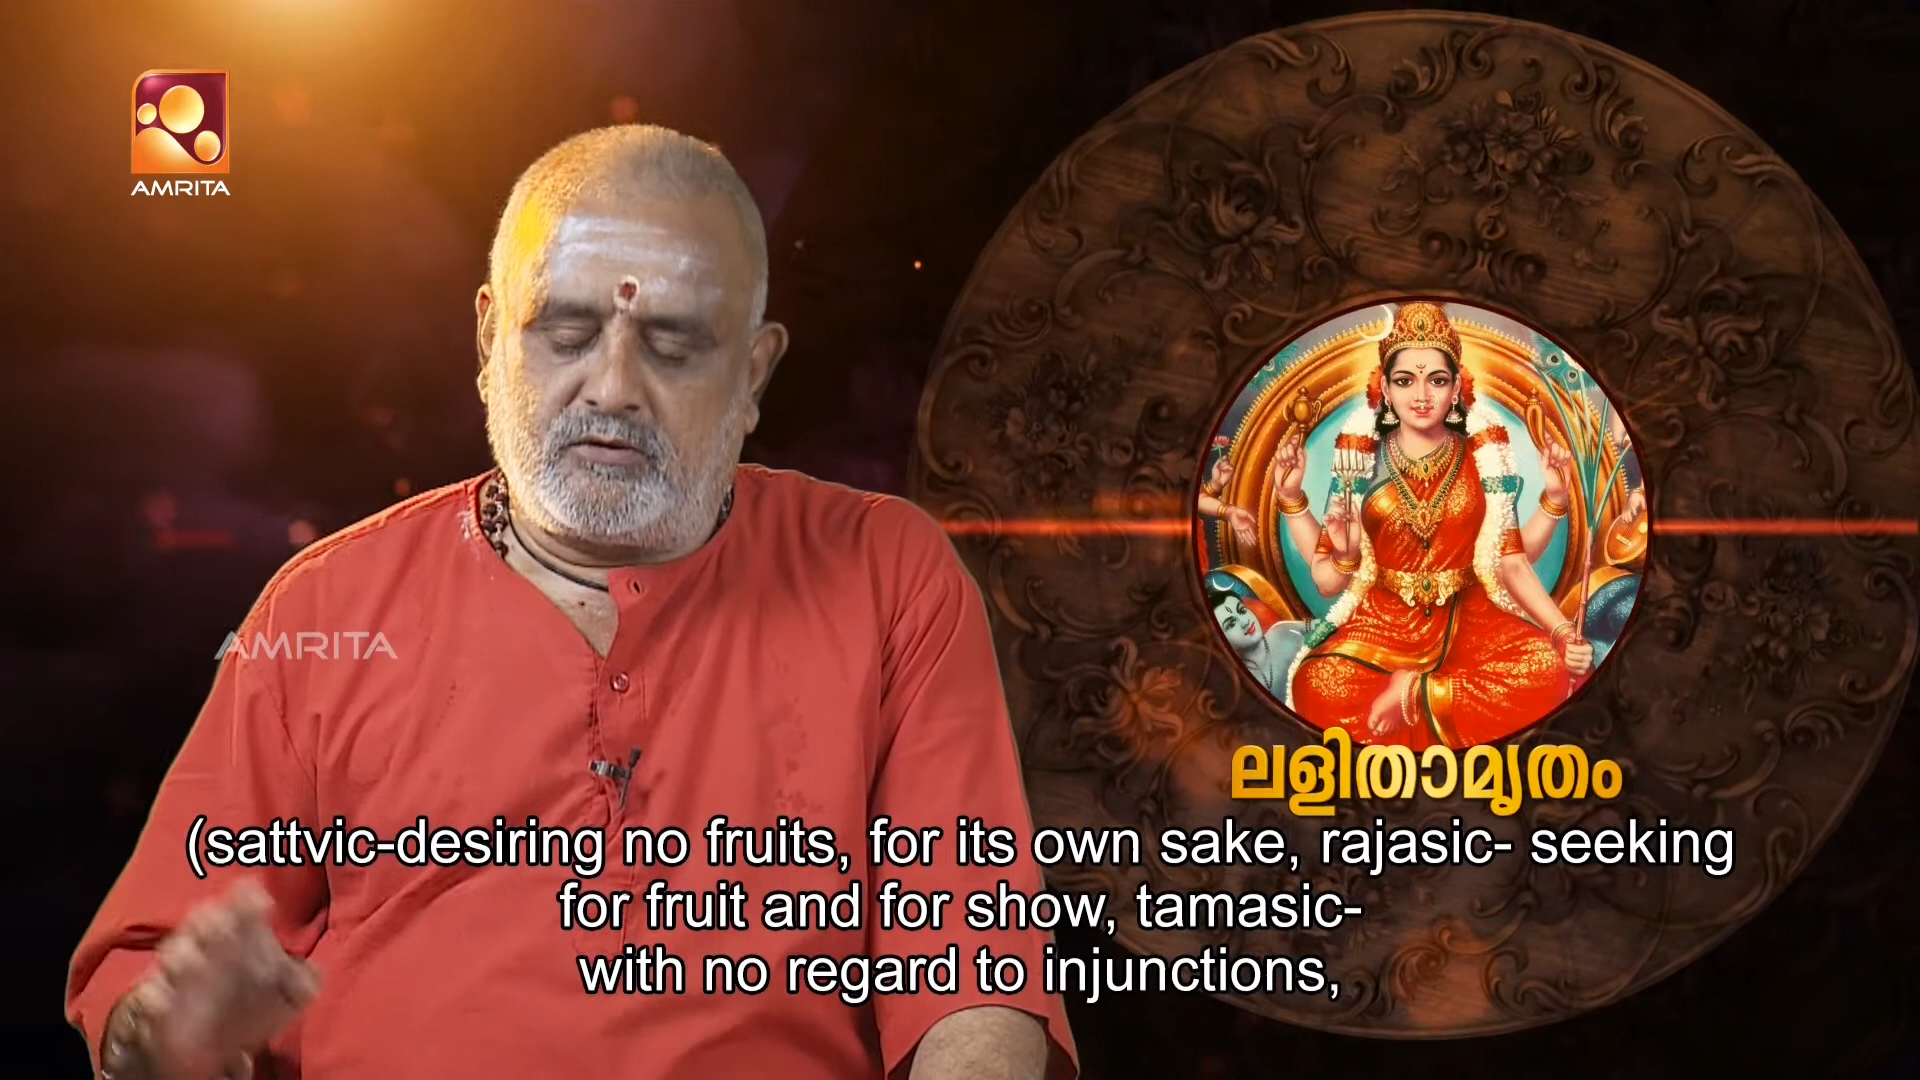 AMRITA
AMRITA
ലളിതാമൃതം
(sattvic-desiring no fruits, for its own sake, rajasic- seeking
for fruit and for show, tamasic-
with no regard to injunctions,